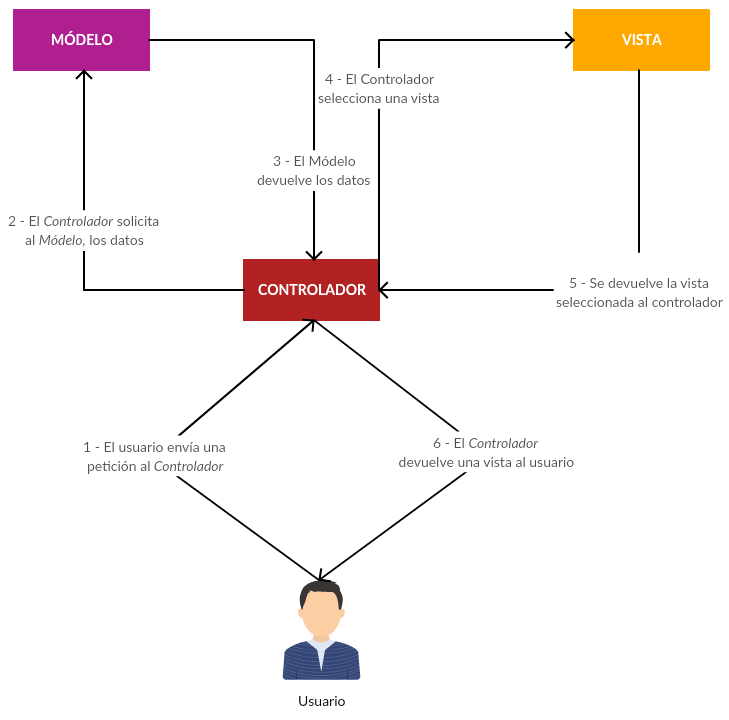 MÓDELO
VISTA
4 - El Controlador
selecciona una vista
3 - El Módelo
devuelve los datos
2 - El Controlador solicita
al Módelo, los datos
CONTROLADOR
5 - Se devuelve la vista
seleccionada al controlador
1 - El usuario envía una
petición al Controlador
6 - El Controlador
devuelve una vista al usuario
Usuario